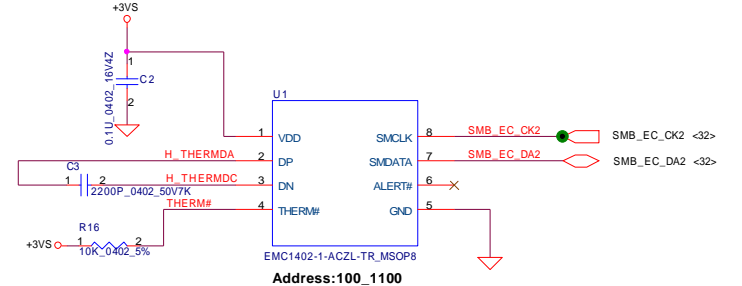 +3VS
1
C2
2
0.1U_0402_16V4Z
U1
1 VDD SMCLK 8 SMB_EC_CK2 SMB_EC_CK2 <32>
H_THERMDA 2 DP SMDATA 7 SMB_EC_DA2 SMB_EC_DA2 <32>
C3
1 2 H_THERMDC 3 DN ALERT# 6
2200P_0402_50V7K
THERM# 4 THERM# GND 5
R16
+3VS 1 2
10K_0402_5%
EMC1402-1-ACZL-TR_MSOP8
Address:100_1100